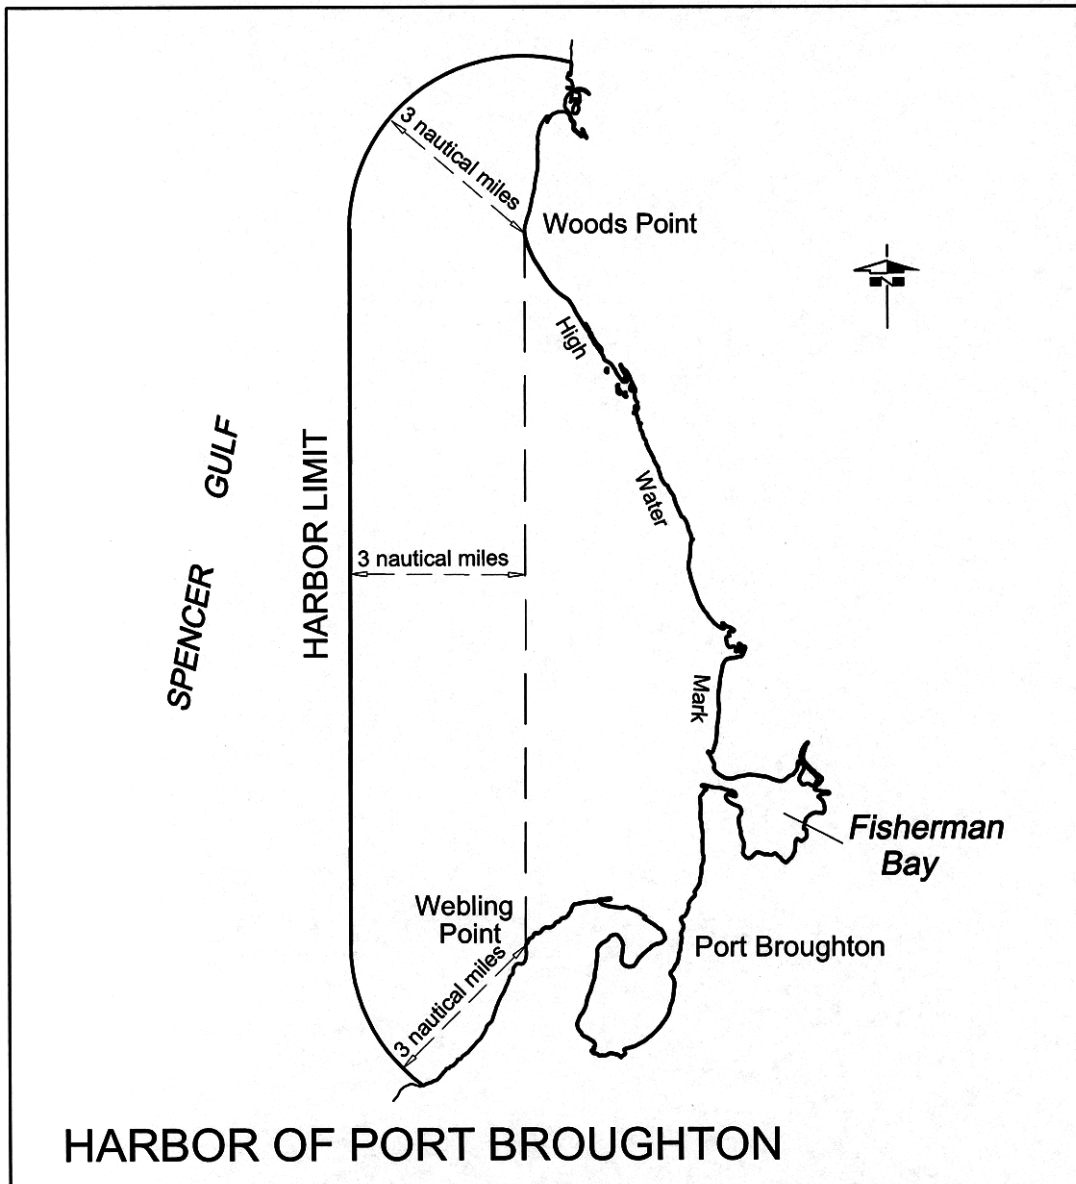 3 nautical miles
Woods Point
N
High
SPENCER GULF
HARBOR LIMIT
Water
3 nautical miles
Mark
Fisherman
Bay
Webling
Point
Port Broughton
3 nautical miles
HARBOR OF PORT BROUGHTON